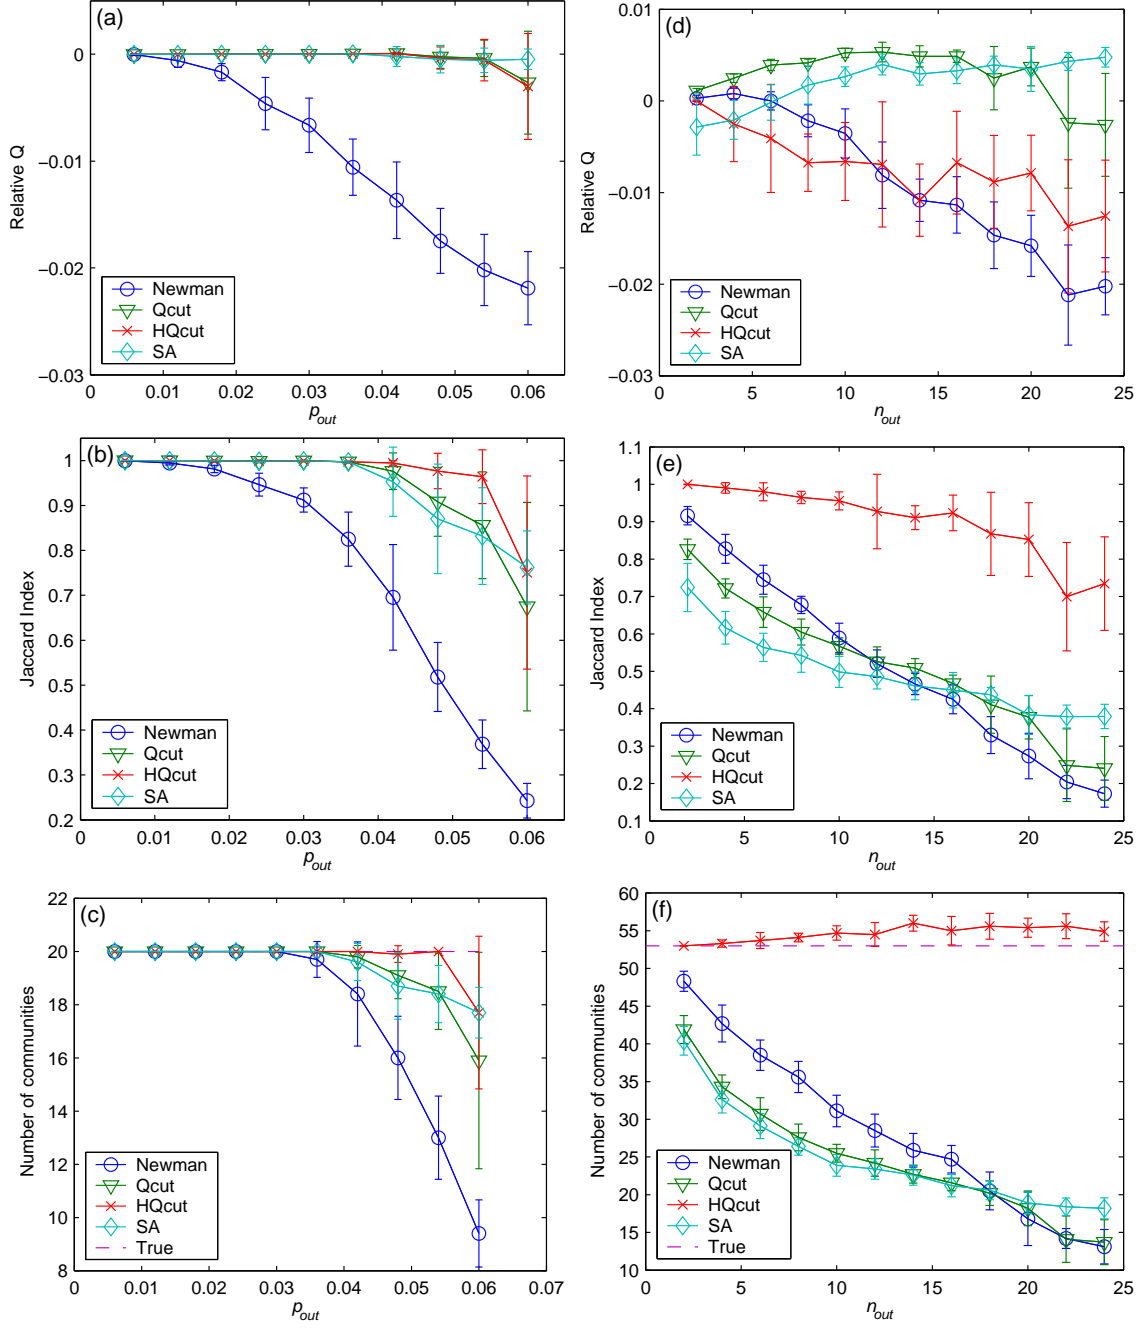 (a)
0
−0.01
−0.02
−0.03
Relative Q
Newman
Qcut
HQcut
SA
0 0.01 0.02 0.03 0.04 0.05 0.06
p_out
(d)
0.01
0
−0.01
−0.02
−0.03
Relative Q
Newman
Qcut
HQcut
SA
0 5 10 15 20 25
n_out
(b)
1
0.9
0.8
0.7
0.6
0.5
0.4
0.3
0.2
Jaccard Index
Newman
Qcut
HQcut
SA
0 0.01 0.02 0.03 0.04 0.05 0.06
p_out
(e)
1.1
1
0.9
0.8
0.7
0.6
0.5
0.4
0.3
0.2
0.1
Jaccard Index
Newman
Qcut
HQcut
SA
0 5 10 15 20 25
n_out
(c)
22
20
18
16
14
12
10
8
Number of communities
Newman
Qcut
HQcut
SA
True
0 0.01 0.02 0.03 0.04 0.05 0.06 0.07
p_out
(f)
60
55
50
45
40
35
30
25
20
15
10
Number of communities
Newman
Qcut
HQcut
SA
True
0 5 10 15 20 25
n_out